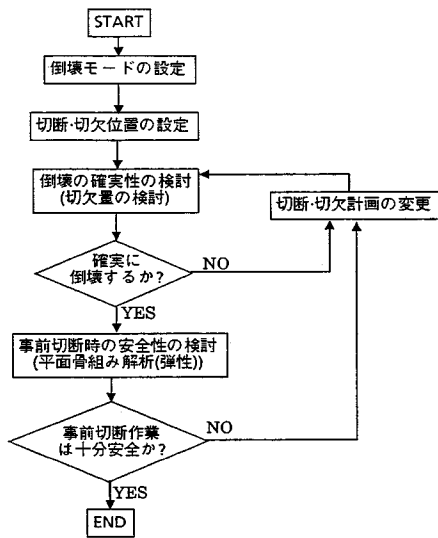 START
倒壊モードの設定
切断·切欠位置の設定
倒壊の確実性の検討
(切欠量の検討)
切断·切欠計画の変更
確実に
倒壊するか?
NO
YES
事前切断時の安全性の検討
(平面骨組み解析(弾性))
事前切断作業
は十分安全か?
NO
YES
END